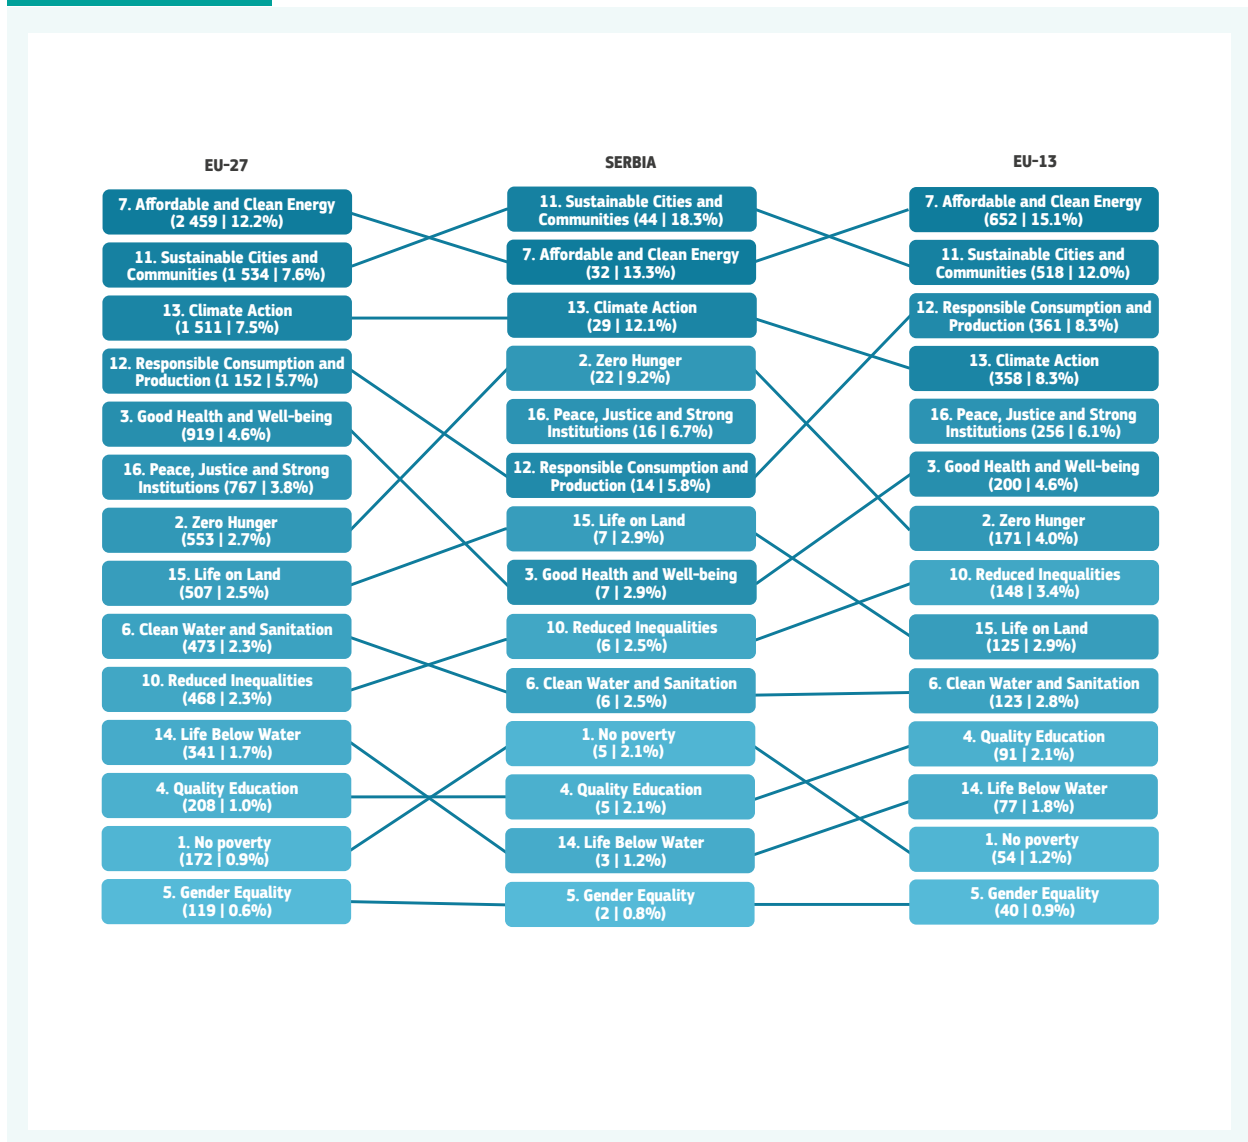 EU-27
7. Affordable and Clean Energy
(2 459 | 12.2%)
11. Sustainable Cities and
Communities (1 534 | 7.6%)
13. Climate Action
(1 511 | 7.5%)
12. Responsible Consumption and
Production (1 152 | 5.7%)
3. Good Health and Well-being
(919 | 4.6%)
16. Peace, Justice and Strong
Institutions (767 | 3.8%)
2. Zero Hunger
(553 | 2.7%)
15. Life on Land
(507 | 2.5%)
6. Clean Water and Sanitation
(473 | 2.3%)
10. Reduced Inequalities
(468 | 2.3%)
14. Life Below Water
(341 | 1.7%)
4. Quality Education
(208 | 1.0%)
1. No poverty
(172 | 0.9%)
5. Gender Equality
(119 | 0.6%)
SERBIA
11. Sustainable Cities and
Communities (44 | 18.3%)
7. Affordable and Clean Energy
(32 | 13.3%)
13. Climate Action
(29 | 12.1%)
2. Zero Hunger
(22 | 9.2%)
16. Peace, Justice and Strong
Institutions (16 | 6.7%)
12. Responsible Consumption and
Production (14 | 5.8%)
15. Life on Land
(7 | 2.9%)
3. Good Health and Well-being
(7 | 2.9%)
10. Reduced Inequalities
(6 | 2.5%)
6. Clean Water and Sanitation
(6 | 2.5%)
1. No poverty
(5 | 2.1%)
4. Quality Education
(5 | 2.1%)
14. Life Below Water
(3 | 1.2%)
5. Gender Equality
(2 | 0.8%)
EU-13
7. Affordable and Clean Energy
(652 | 15.1%)
11. Sustainable Cities and
Communities (518 | 12.0%)
12. Responsible Consumption and
Production (361 | 8.3%)
13. Climate Action
(358 | 8.3%)
16. Peace, Justice and Strong
Institutions (256 | 6.1%)
3. Good Health and Well-being
(200 | 4.6%)
2. Zero Hunger
(171 | 4.0%)
10. Reduced Inequalities
(148 | 3.4%)
15. Life on Land
(125 | 2.9%)
6. Clean Water and Sanitation
(123 | 2.8%)
4. Quality Education
(91 | 2.1%)
14. Life Below Water
(77 | 1.8%)
1. No poverty
(54 | 1.2%)
5. Gender Equality
(40 | 0.9%)